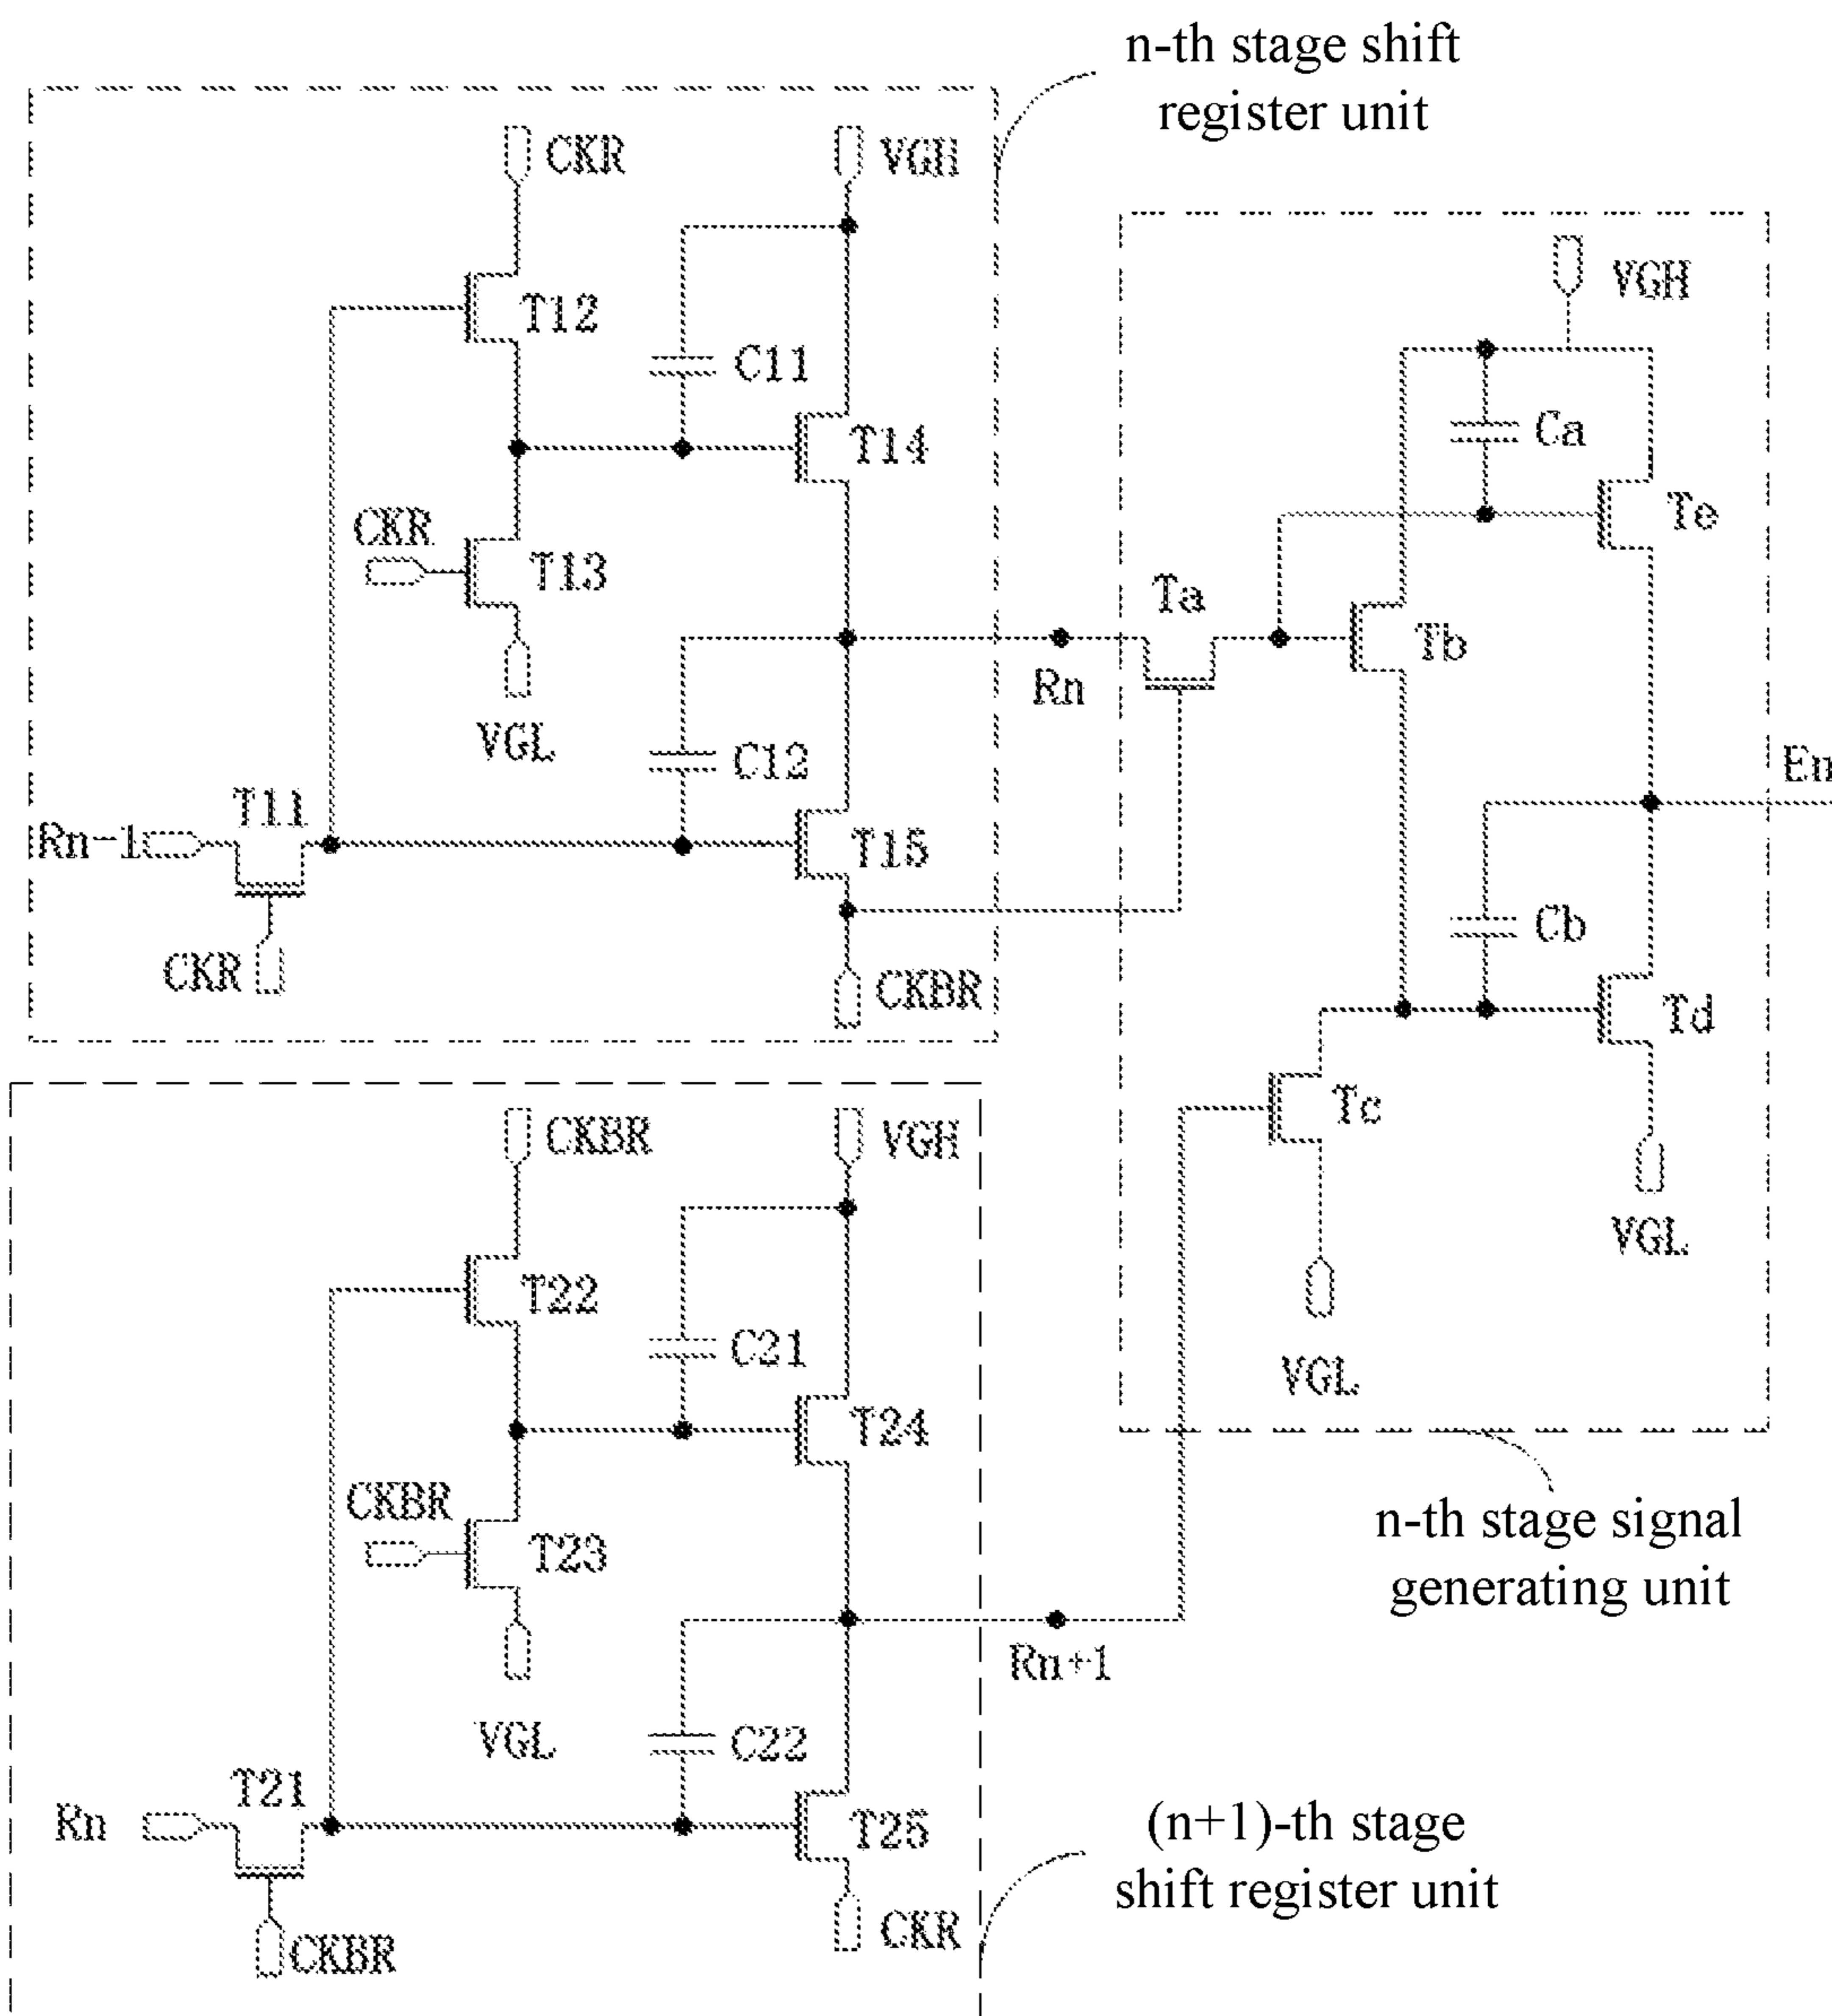 n-th stage shift
register unit
CKR
VGH
T12
C11
T14
CKR
T13
VGL
C12
T11
Rn-1
T15
CKR
CKBR
Rn
VGH
Ca
Te
Ta
Tb
En
Cb
Td
Tc
VGL
VGL
n-th stage signal
generating unit
CKBR
VGH
T22
C21
T24
CKBR
T23
Rn+1
VGL
C22
T21
Rn
T25
CKBR
CKR
(n+1)-th stage
shift register unit